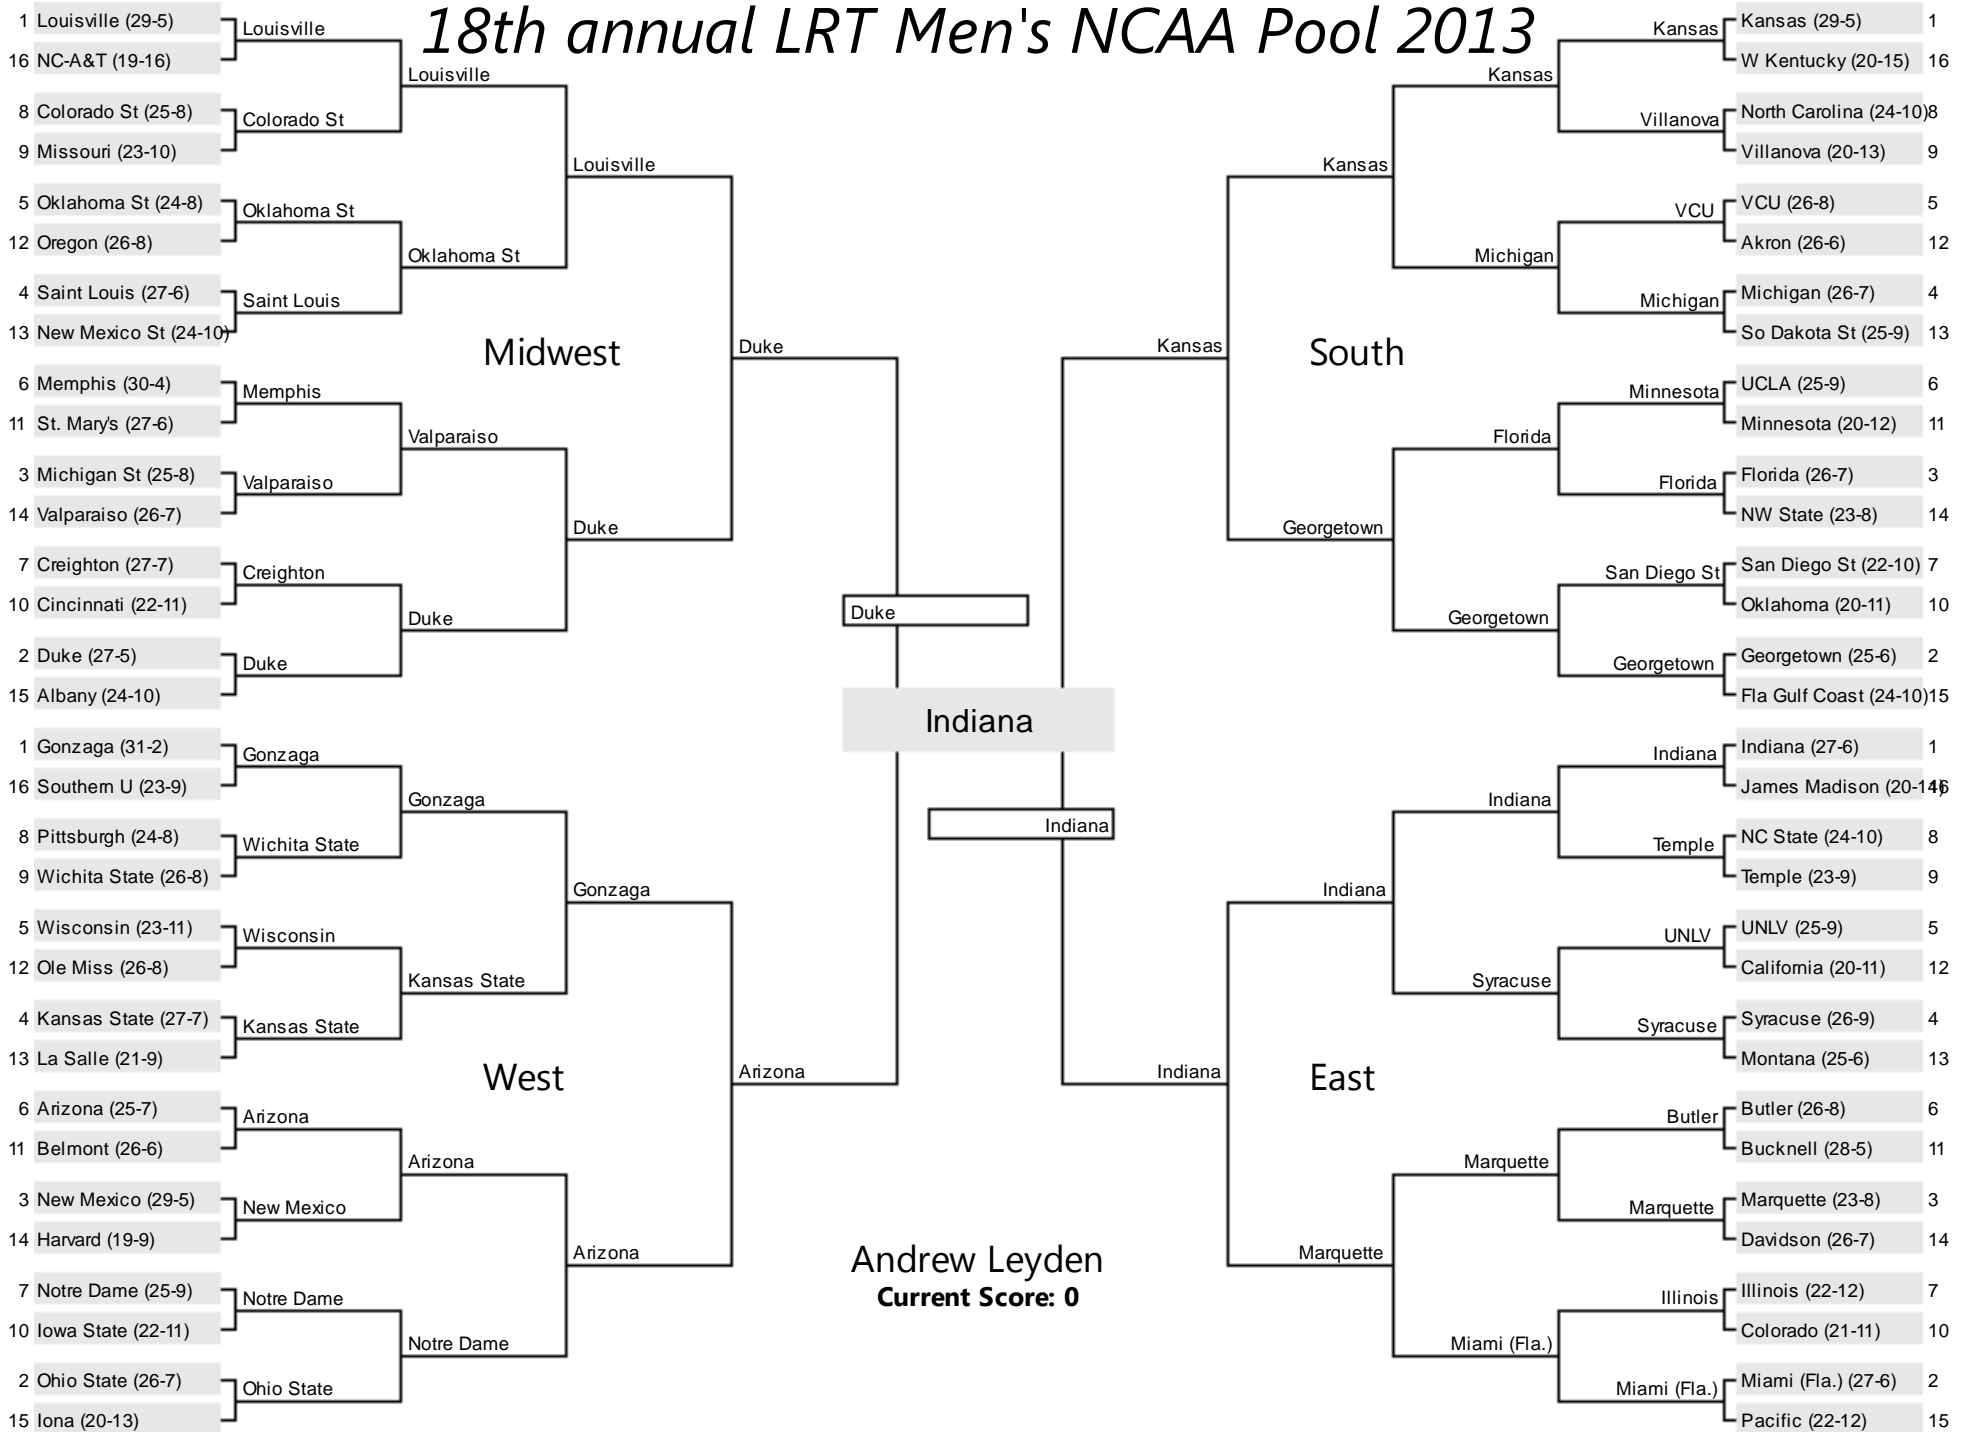 18th annual LRT Men's NCAA Pool 2013
1 Louisville (29-5)
Louisville
16 NC-A&T (19-16)
Louisville
8 Colorado St (25-8)
Colorado St
9 Missouri (23-10)
Louisville
5 Oklahoma St (24-8)
Oklahoma St
12 Oregon (26-8)
Oklahoma St
4 Saint Louis (27-6)
Saint Louis
13 New Mexico St (24-10)
Midwest
Duke
6 Memphis (30-4)
Memphis
11 St. Mary's (27-6)
Valparaiso
3 Michigan St (25-8)
Valparaiso
14 Valparaiso (26-7)
Duke
7 Creighton (27-7)
Creighton
10 Cincinnati (22-11)
Duke
2 Duke (27-5)
Duke
15 Albany (24-10)
1 Gonzaga (31-2)
Gonzaga
16 Southern U (23-9)
Gonzaga
8 Pittsburgh (24-8)
Wichita State
9 Wichita State (26-8)
Gonzaga
5 Wisconsin (23-11)
Wisconsin
12 Ole Miss (26-8)
Kansas State
4 Kansas State (27-7)
Kansas State
13 La Salle (21-9)
West
Arizona
6 Arizona (25-7)
Arizona
11 Belmont (26-6)
Arizona
3 New Mexico (29-5)
New Mexico
14 Harvard (19-9)
Arizona
7 Notre Dame (25-9)
Notre Dame
10 Iowa State (22-11)
Notre Dame
2 Ohio State (26-7)
Ohio State
15 Iona (20-13)
Duke
Indiana
Indiana
Andrew Leyden
Current Score: 0
Kansas (29-5) 1
Kansas
W Kentucky (20-15) 16
Kansas
North Carolina (24-10) 8
Villanova
Villanova (20-13) 9
Kansas
VCU (26-8) 5
VCU
Akron (26-6) 12
Michigan
Michigan (26-7) 4
Michigan
So Dakota St (25-9) 13
South
Kansas
UCLA (25-9) 6
Minnesota
Minnesota (20-12) 11
Florida
Florida (26-7) 3
Florida
NW State (23-8) 14
Georgetown
San Diego St (22-10) 7
San Diego St
Oklahoma (20-11) 10
Georgetown
Georgetown (25-6) 2
Georgetown
Fla Gulf Coast (24-10) 15
Indiana (27-6) 1
Indiana
James Madison (20-14) 16
Indiana
NC State (24-10) 8
Temple
Temple (23-9) 9
Indiana
UNLV (25-9) 5
UNLV
California (20-11) 12
Syracuse
Syracuse (26-9) 4
Syracuse
Montana (25-6) 13
East
Indiana
Butler (26-8) 6
Butler
Bucknell (28-5) 11
Marquette
Marquette (23-8) 3
Marquette
Davidson (26-7) 14
Marquette
Illinois (22-12) 7
Illinois
Colorado (21-11) 10
Miami (Fla.)
Miami (Fla.) (27-6) 2
Miami (Fla.)
Pacific (22-12) 15